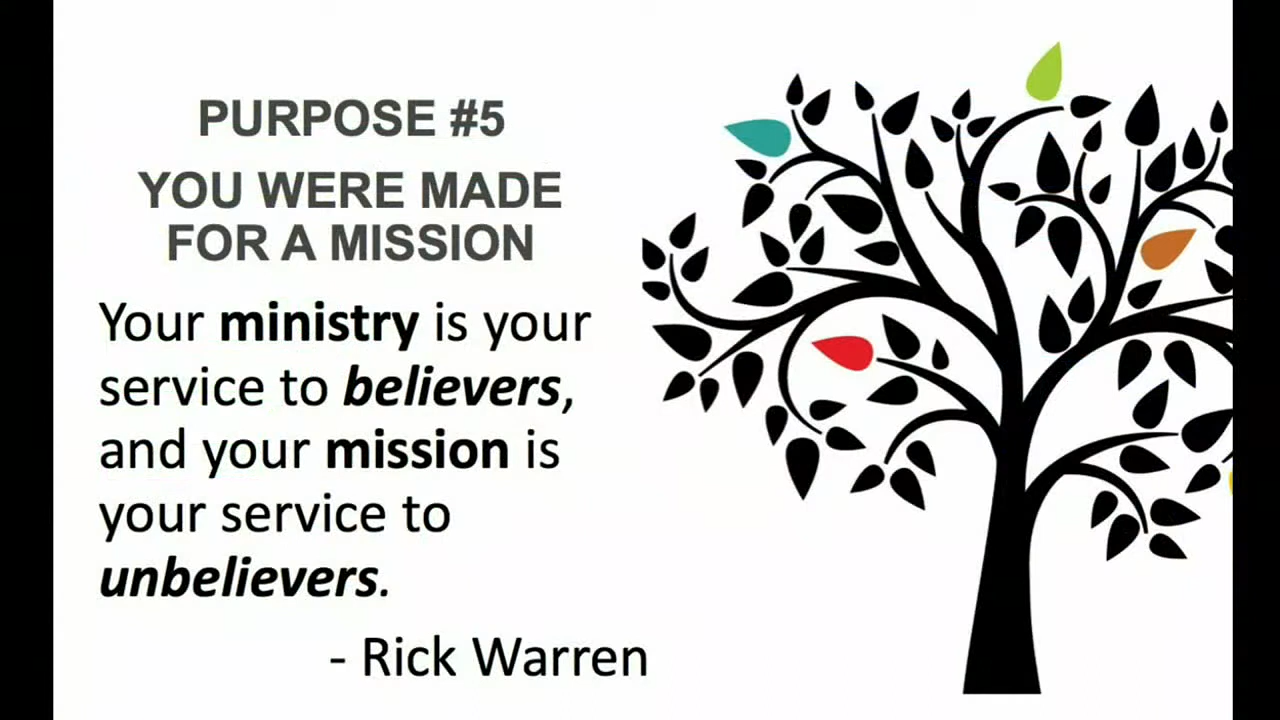 PURPOSE #5
YOU WERE MADE
FOR A MISSION
Your ministry is your
service to believers,
and your mission is
your service to
unbelievers.
- Rick Warren